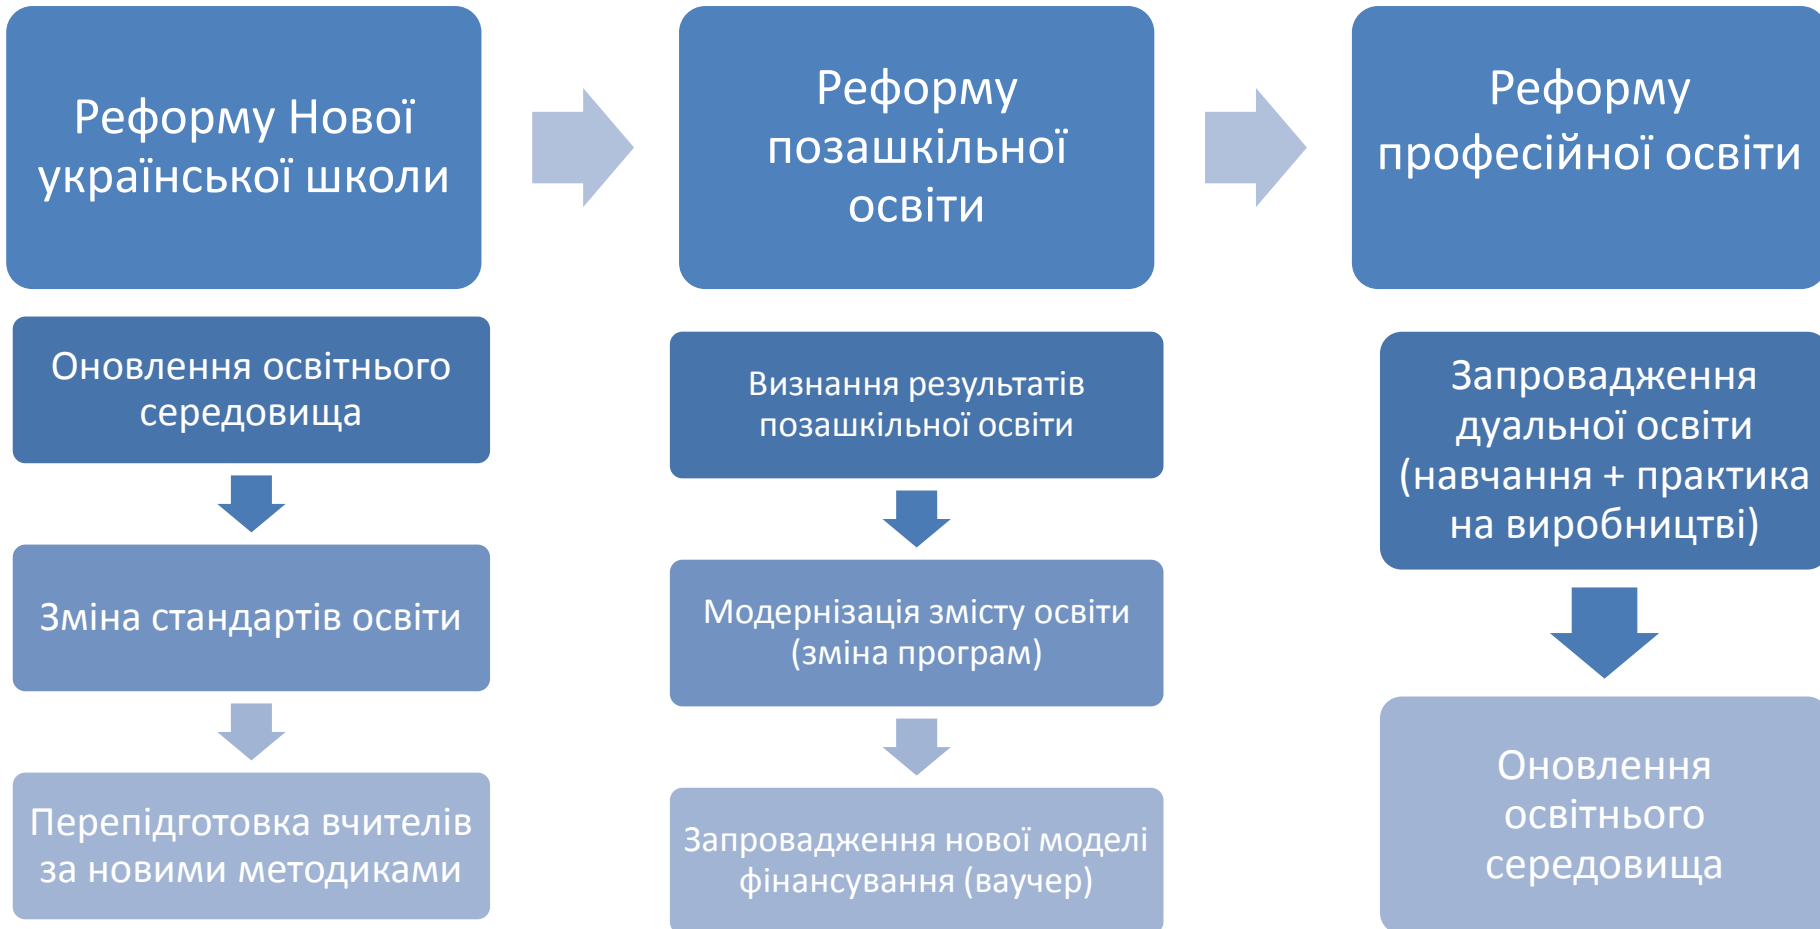 Реформу Нової
української школи
Реформу
позашкільної
освіти
Реформу
професійної освіти
Оновлення освітнього
середовища
Зміна стандартів освіти
Перепідготовка вчителів
за новими методиками
Визнання результатів
позашкільної освіти
Модернізація змісту освіти
(зміна програм)
Запровадження нової моделі
фінансування (ваучер)
Запровадження
дуальної освіти
(навчання + практика
на виробництві)
Оновлення
освітнього
середовища